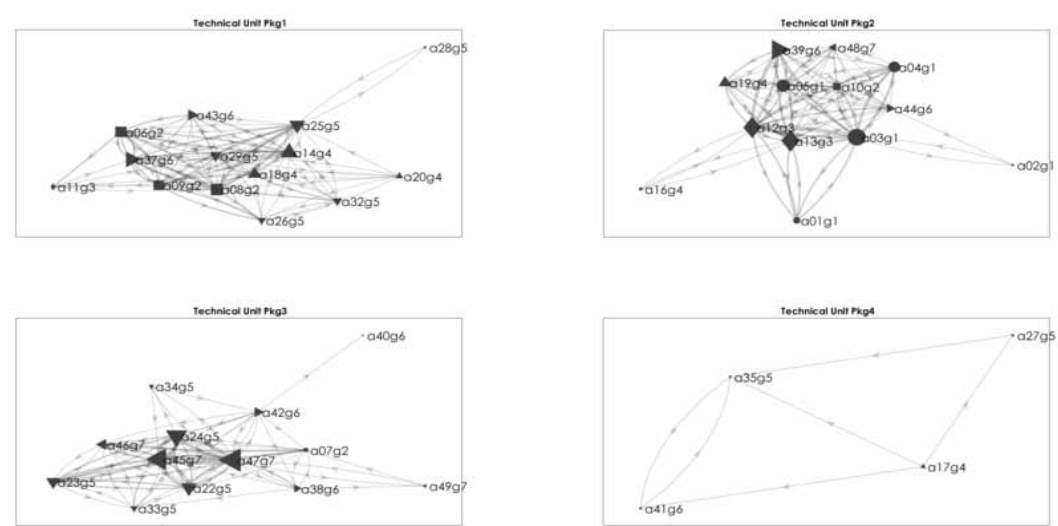 Technical Unit Pkg1
a28g5
a43g6
a25g5
a06g2
a14g4
a29g5
a37g6
a18g4
a20g4
a11g3
a09g2
a08g2
a32g5
a26g5
Technical Unit Pkg2
a39g6
a48g7
a04g1
a19g4
a05g1
a10g2
a44g6
a12g3
a13g3
a03g1
a02g1
a16g4
a01g1
Technical Unit Pkg3
a40g6
a34g5
a42g6
a24g5
a46g7
a07g2
a45g7
a47g7
a23g5
a22g5
a38g6
a49g7
a33g5
Technical Unit Pkg4
a27g5
a35g5
a17g4
a41g6